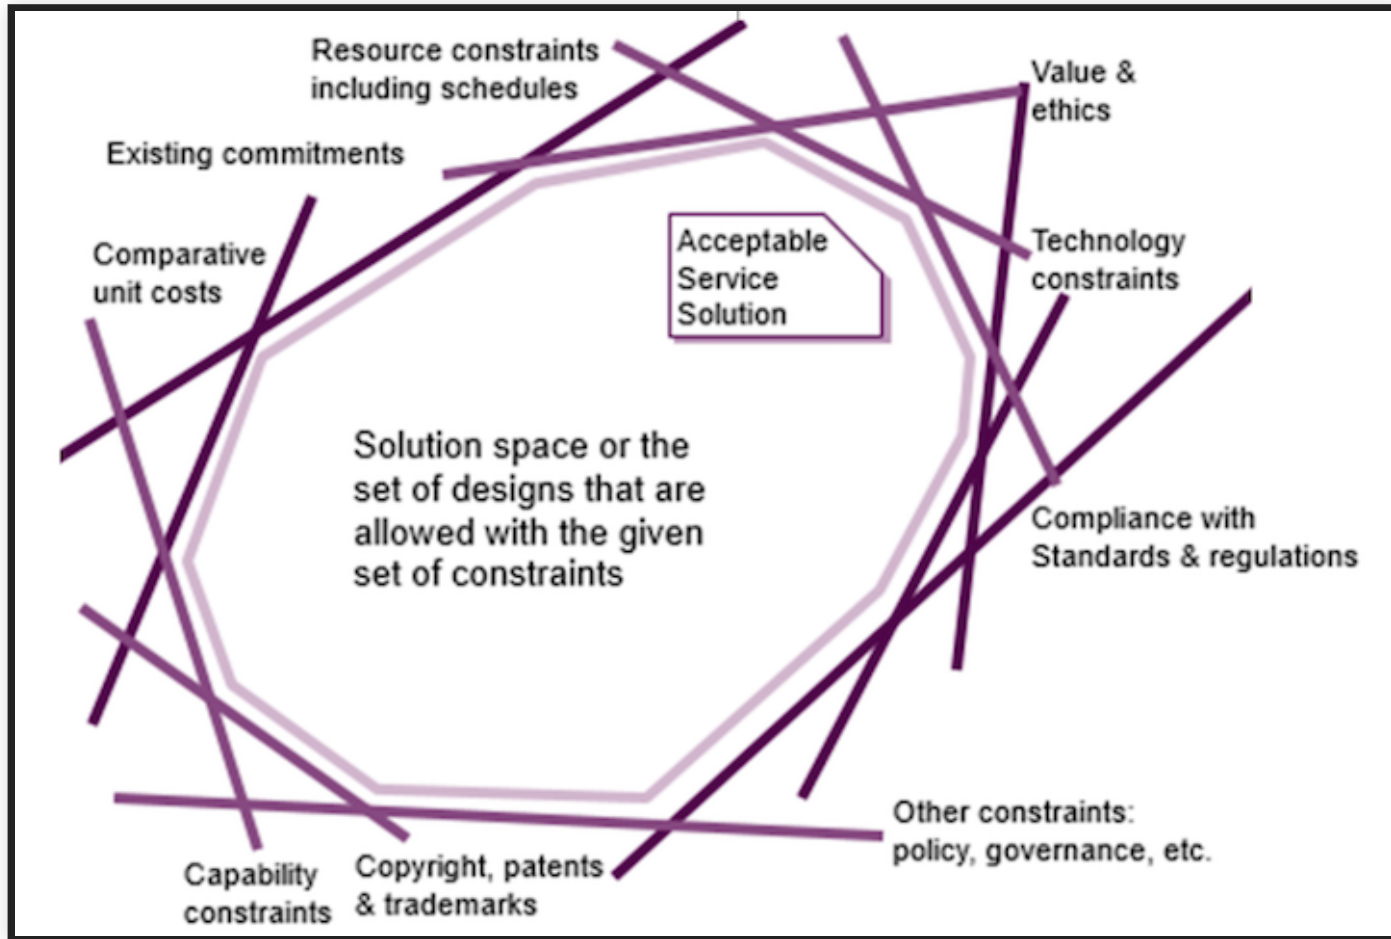 Resource constraints
including schedules
Value &
ethics
Existing commitments
Comparative
unit costs
Acceptable
Service
Solution
Technology
constraints
Solution space or the
set of designs that are
allowed with the given
set of constraints
Compliance with
Standards & regulations
Other constraints:
policy, governance, etc.
Capability
constraints
Copyright, patents
& trademarks